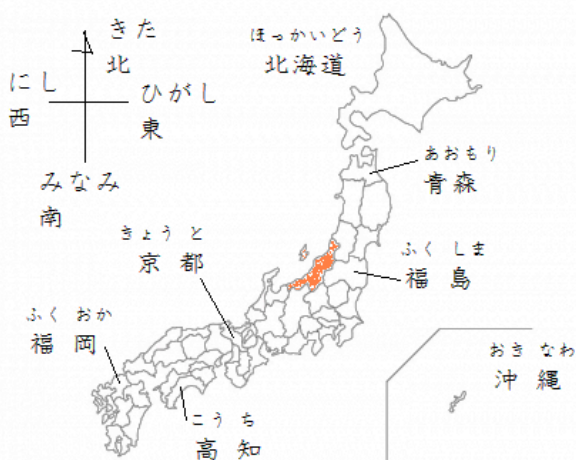 きた
北
にし
西
ひがし
東
みなみ
南
ほっかいどう
北海道
あおもり
青森
ふくしま
福島
きょうと
京都
ふくおか
福岡
こうち
高知
おきなわ
沖縄